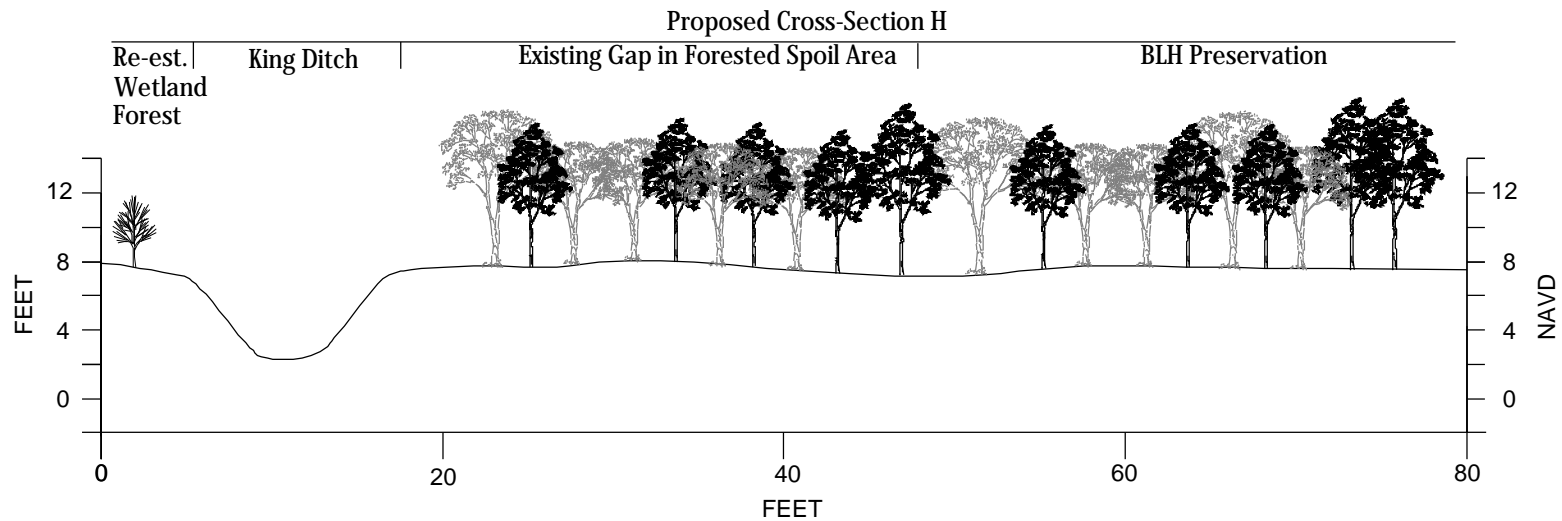 Proposed Cross-Section H
Re-est.
Wetland
Forest
King Ditch
Existing Gap in Forested Spoil Area
BLH Preservation
12
8
4
0
FEET
12
8
4
0
NAVD
0
20
40
60
80
FEET